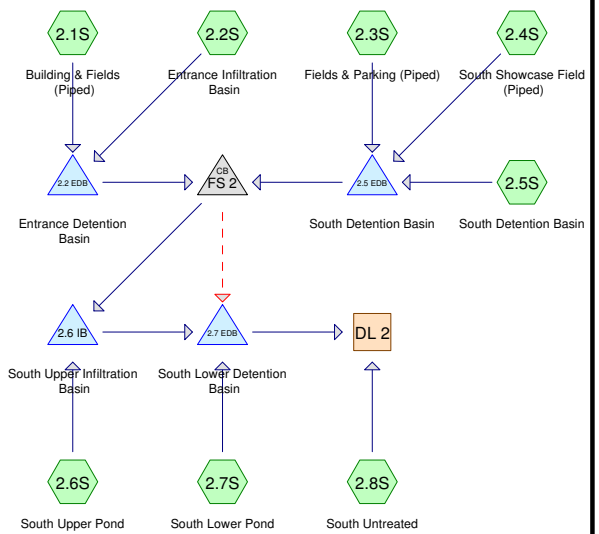 2.1S
2.2S
2.3S
2.4S
Building & Fields
(Piped)
Entrance Infiltration
Basin
Fields & Parking (Piped)
South Showcase Field
(Piped)
2.2 EDB
CB
FS 2
2.5 EDB
2.5S
Entrance Detention
Basin
South Detention Basin
South Detention Basin
2.6 IB
2.7 EDB
DL 2
South Upper Infiltration
Basin
South Lower Detention
Basin
2.6S
2.7S
2.8S
South Upper Pond
South Lower Pond
South Untreated